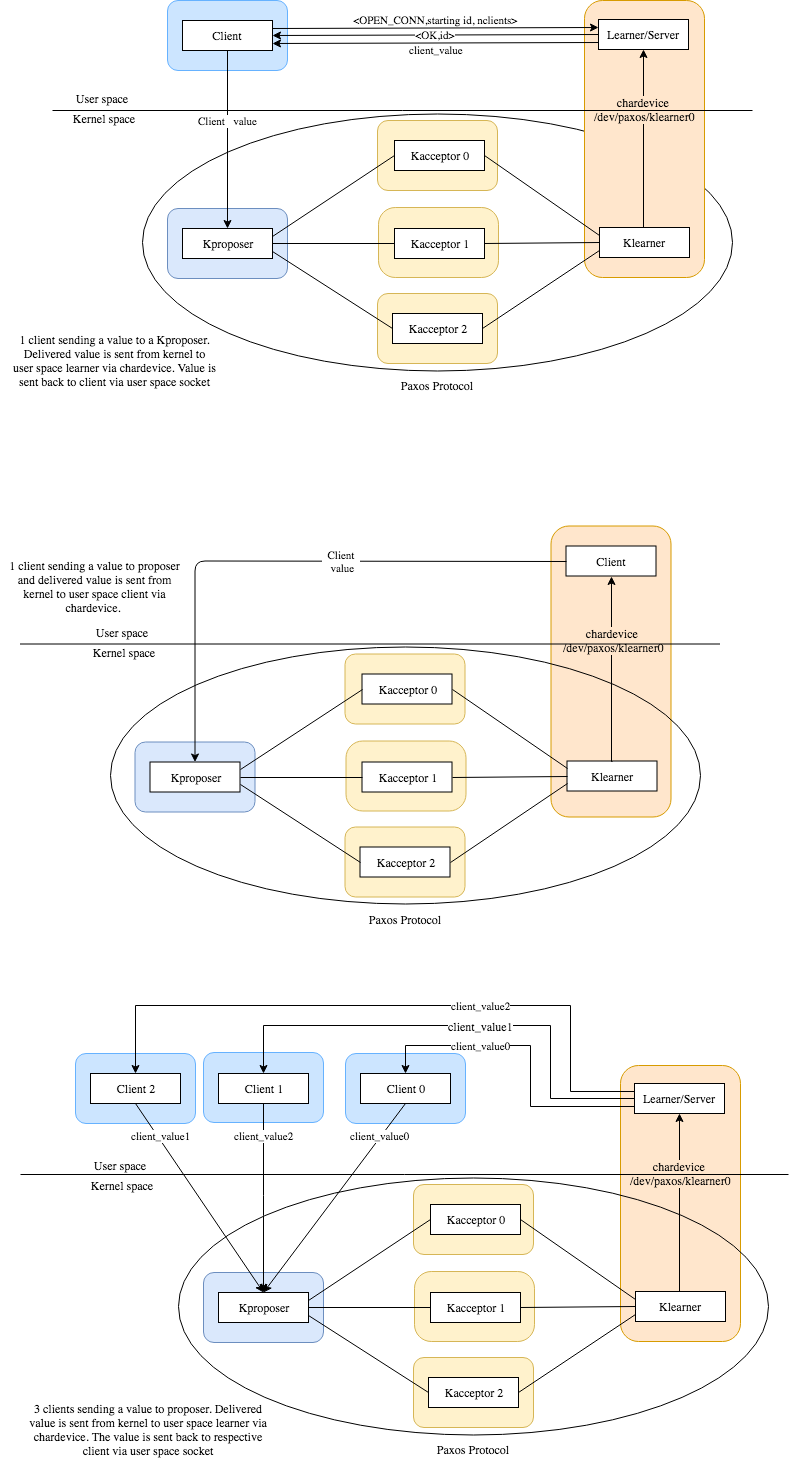 <OPEN_CONN,starting id, nclients>
Client
Learner/Server
<OK,id>
client_value
User space
chardevice
Kernel space
Client value
/dev/paxos/klearner0
Kacceptor 0
Kproposer
Kacceptor 1
Klearner
Kacceptor 2
1 client sending a value to a Kproposer.
Delivered value is sent from kernel to
user space learner via chardevice. Value is
sent back to client via user space socket
Paxos Protocol
Client
value
Client
1 client sending a value to proposer
and delivered value is sent from
kernel to user space client via
chardevice.
User space
chardevice
Kernel space
/dev/paxos/klearner0
Kacceptor 0
Kproposer
Kacceptor 1
Klearner
Kacceptor 2
Paxos Protocol
client_value2
client_value1
client_value0
Client 2
Client 1
Client 0
Learner/Server
client_value1
client_value2
client_value0
User space
chardevice
Kernel space
/dev/paxos/klearner0
Kacceptor 0
Kproposer
Kacceptor 1
Klearner
Kacceptor 2
3 clients sending a value to proposer. Delivered
value is sent from kernel to user space learner via
chardevice. The value is sent back to respective
client via user space socket
Paxos Protocol